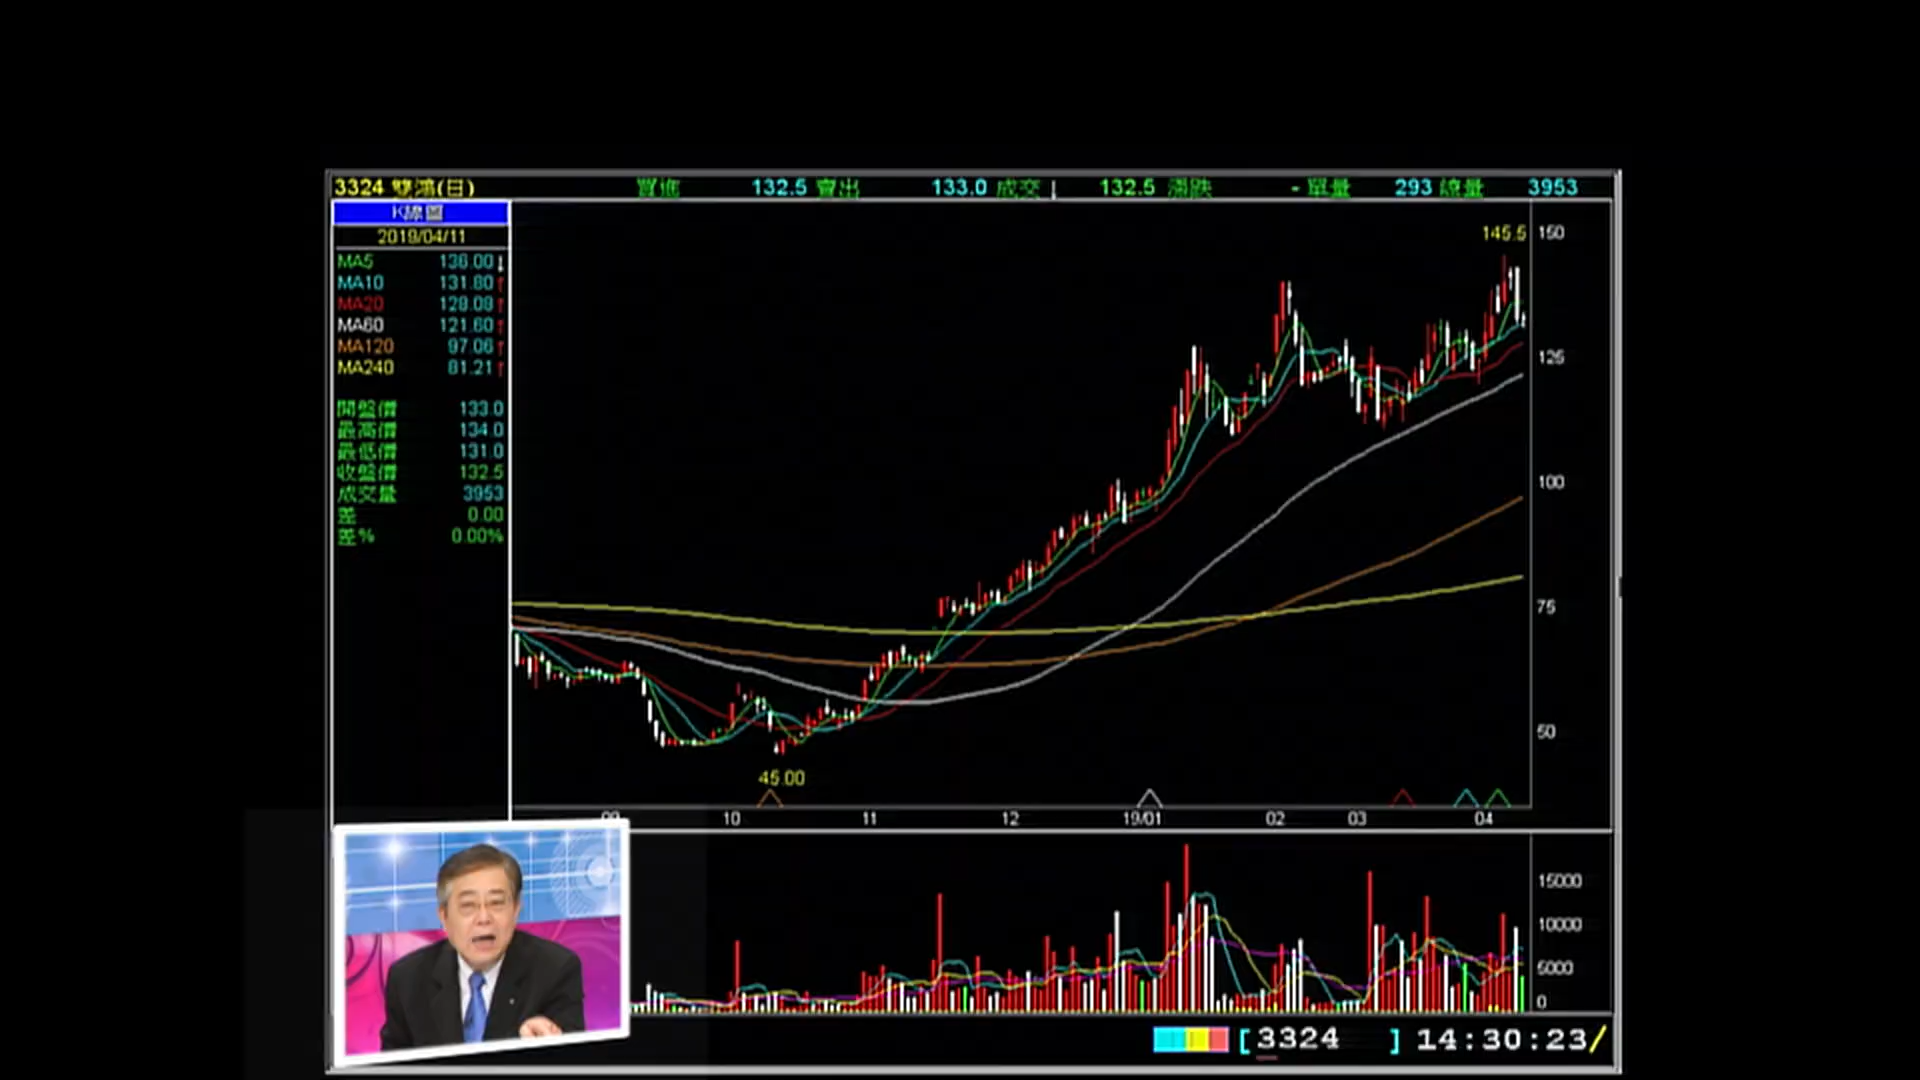 3324 雙鴻(日) 買進 132.5 賣出 133.0 成交↓ 132.5 漲跌 - 單量 293 總量 3953
K線圖
2019/04/11
MA5 136.00↓
MA10 131.80↑
MA20 128.08↑
MA60 121.60↑
MA120 97.06↑
MA240 81.21↑
開盤價 133.0
最高價 134.0
最低價 131.0
收盤價 132.5
成交量 3953
差 0.00
差% 0.00%
145.5
150
125
100
75
50
45.00
10 11 12 19/01 02 03 04
15000
10000
5000
0
[3324 ] 14:30:23/